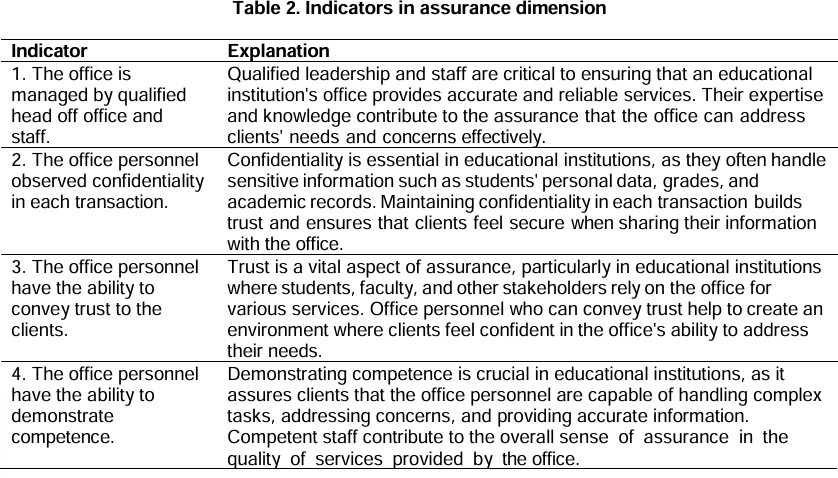 Table 2. Indicators in assurance dimension
Indicator
Explanation
1. The office is
managed by qualified
head off office and
staff.
Qualified leadership and staff are critical to ensuring that an educational
institution's office provides accurate and reliable services. Their expertise
and knowledge contribute to the assurance that the office can address
clients' needs and concerns effectively.
2. The office personnel
observed confidentiality
in each transaction.
Confidentiality is essential in educational institutions, as they often handle
sensitive information such as students' personal data, grades, and
academic records. Maintaining confidentiality in each transaction builds
trust and ensures that clients feel secure when sharing their information
with the office.
3. The office personnel
have the ability to
convey trust to the
clients.
Trust is a vital aspect of assurance, particularly in educational institutions
where students, faculty, and other stakeholders rely on the office for
various services. Office personnel who can convey trust help to create an
environment where clients feel confident in the office's ability to address
their needs.
4. The office personnel
have the ability to
demonstrate
competence.
Demonstrating competence is crucial in educational institutions, as it
assures clients that the office personnel are capable of handling complex
tasks, addressing concerns, and providing accurate information.
Competent staff contribute to the overall sense of assurance in the
quality of services provided by the office.